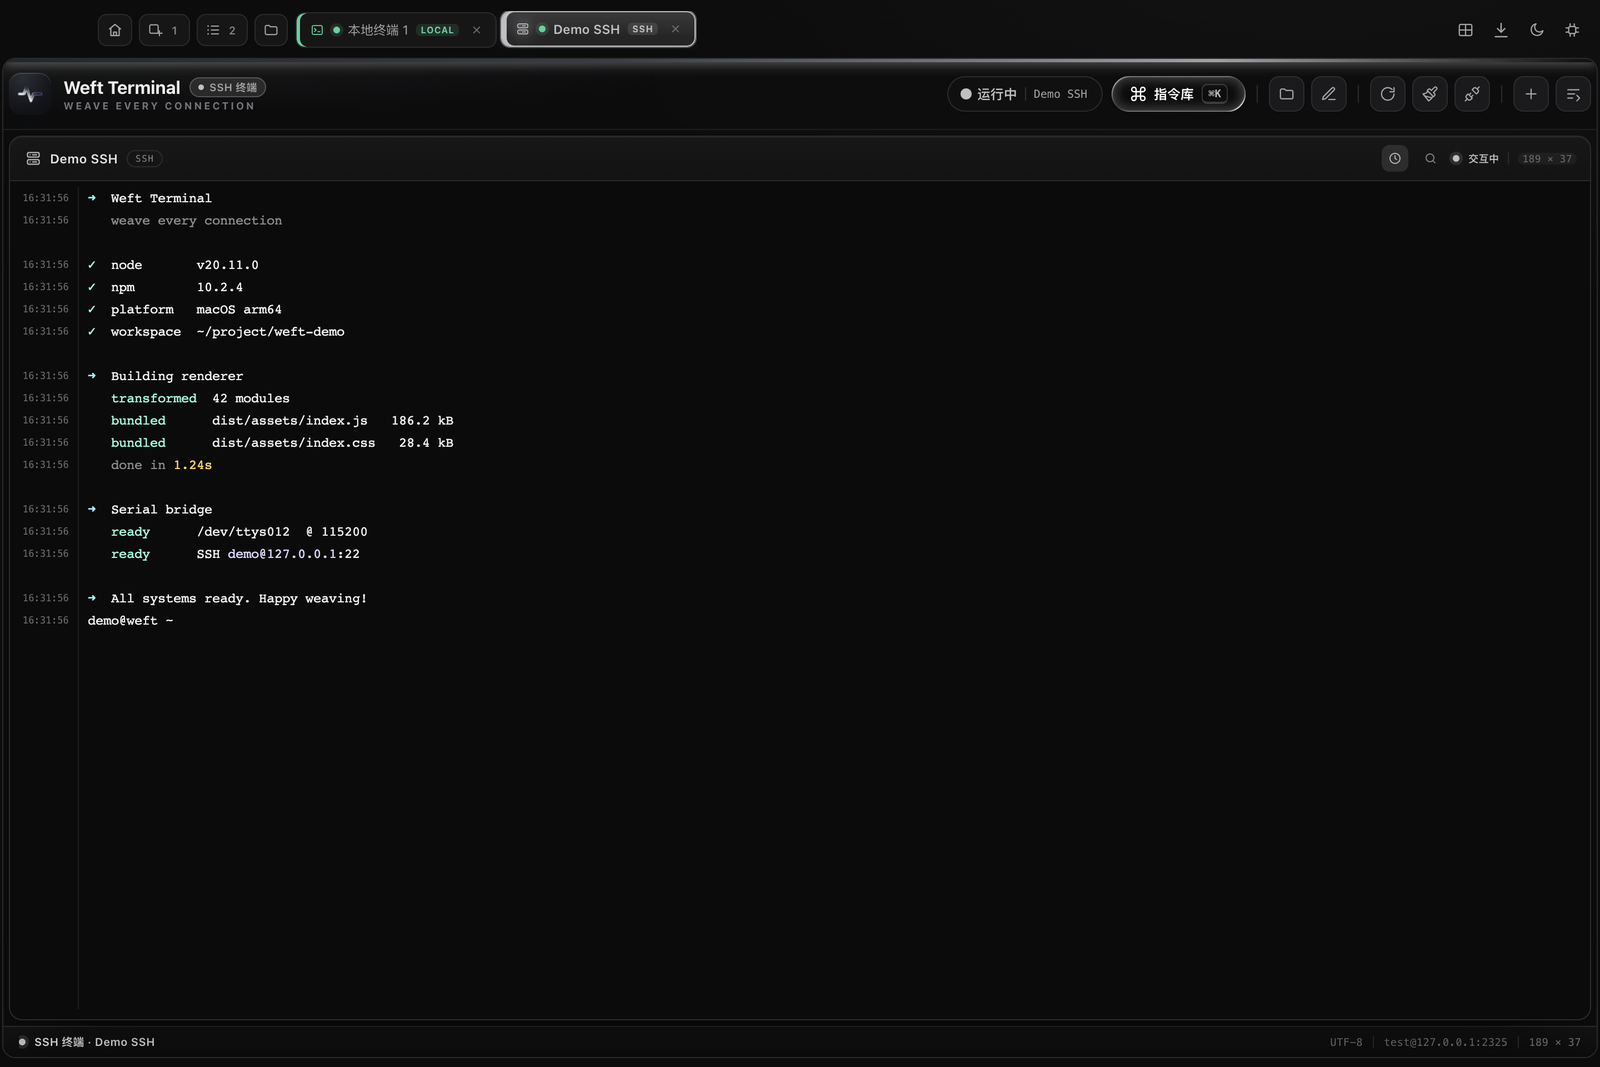 1
2
本地终端 1 LOCAL ×
Demo SSH SSH ×
Weft Terminal SSH 终端
WEAVE EVERY CONNECTION
运行中 Demo SSH
指令库 ⌘K
Demo SSH SSH
交互中 189 × 37
16:31:56 ➜ Weft Terminal
16:31:56 weave every connection
16:31:56 ✓ node v20.11.0
16:31:56 ✓ npm 10.2.4
16:31:56 ✓ platform macOS arm64
16:31:56 ✓ workspace ~/project/weft-demo
16:31:56 ➜ Building renderer
16:31:56 transformed 42 modules
16:31:56 bundled dist/assets/index.js 186.2 kB
16:31:56 bundled dist/assets/index.css 28.4 kB
16:31:56 done in 1.24s
16:31:56 ➜ Serial bridge
16:31:56 ready /dev/ttys012 @ 115200
16:31:56 ready SSH demo@127.0.0.1:22
16:31:56 ➜ All systems ready. Happy weaving!
16:31:56 demo@weft ~
SSH 终端 · Demo SSH
UTF-8 test@127.0.0.1:2325 189 × 37